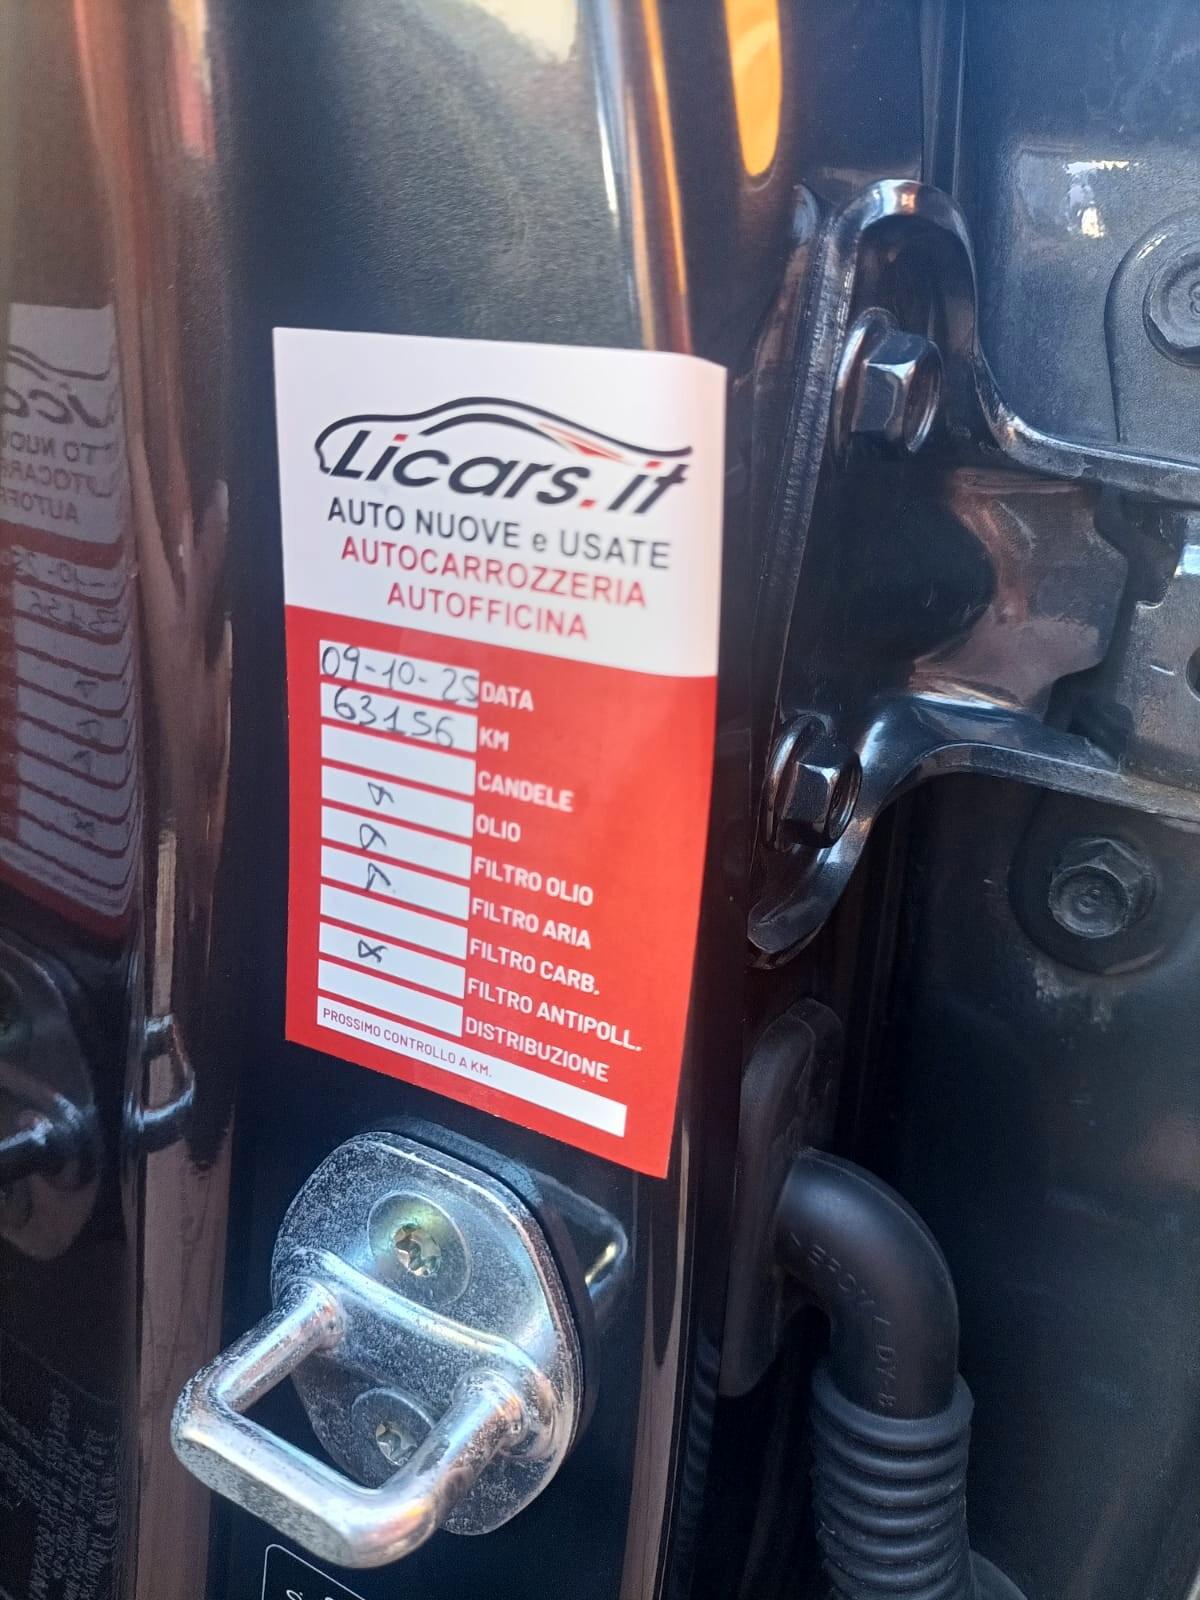 Licars.it
AUTO NUOVE e USATE
AUTOCARROZZERIA
AUTOFFICINA
09-10-25 DATA
63156 KM
CANDELE
OLIO
FILTRO OLIO
FILTRO ARIA
FILTRO CARB.
FILTRO ANTIPOLL.
DISTRIBUZIONE
PROSSIMO CONTROLLO A KM.